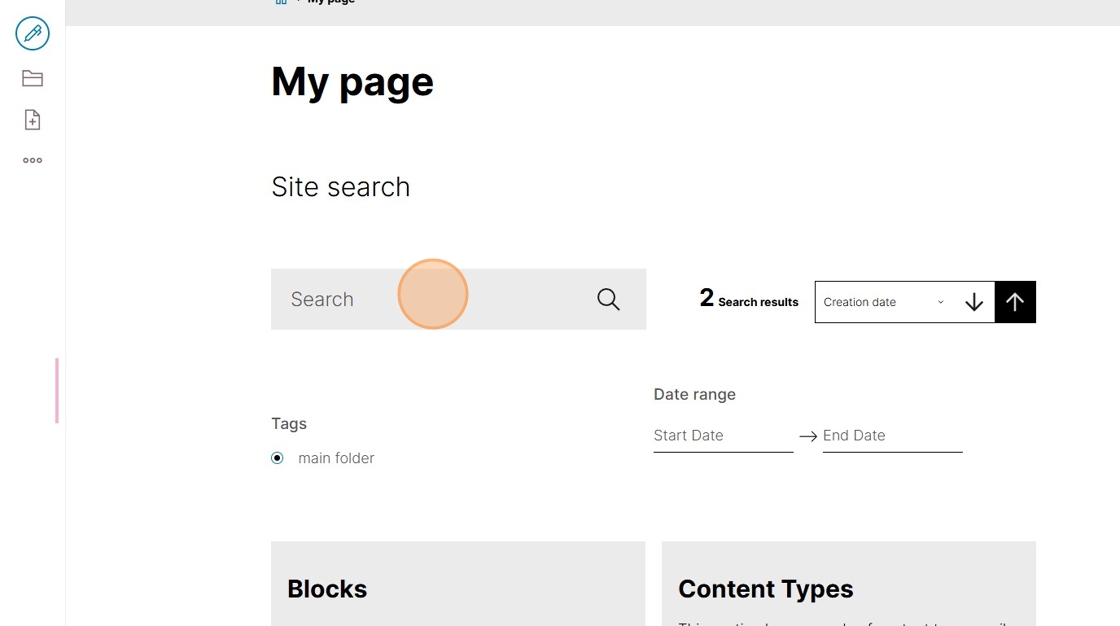 My page
My page
Site search
Search
2 Search results
Creation date
Date range
Tags
Start Date
End Date
main folder
Blocks
Content Types